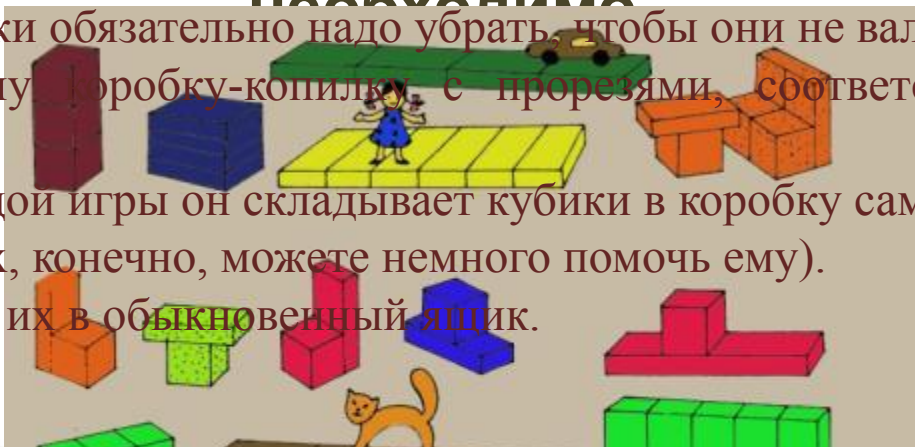 необходимо
ки обязательно надо убрать, чтобы они не вал
ну коробку-копилку с прорезями, соответс
дой игры он складывает кубики в коробку сам
к, конечно, можете немного помочь ему).
их в обыкновенный ящик.